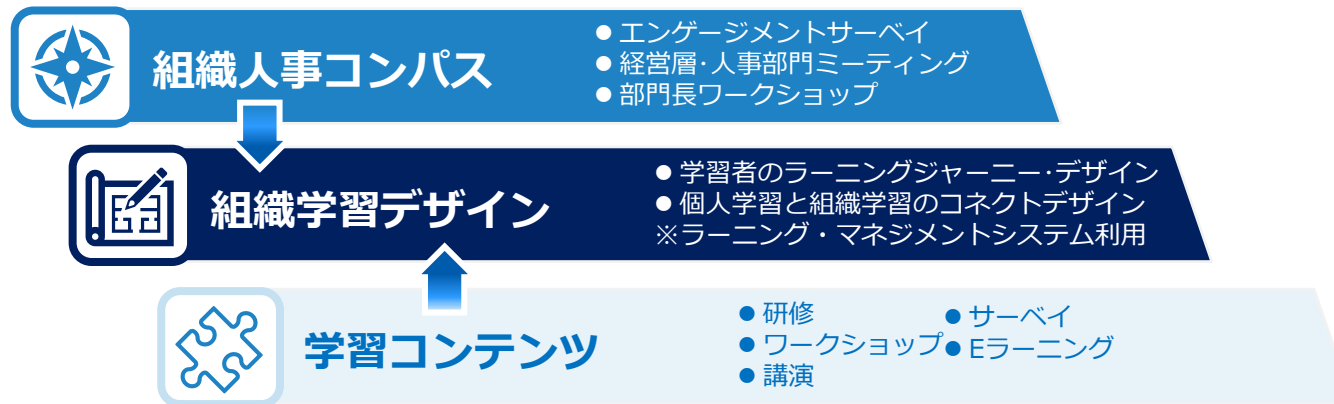 組織人事コンパス
● エンゲージメントサーベイ
● 経営層･人事部門ミーティング
● 部門長ワークショップ
組織学習デザイン
● 学習者のラーニングジャーニー･デザイン
● 個人学習と組織学習のコネクトデザイン
※ラーニング・マネジメントシステム利用
学習コンテンツ
● 研修
● ワークショップ
● 講演
● サーベイ
● Eラーニング